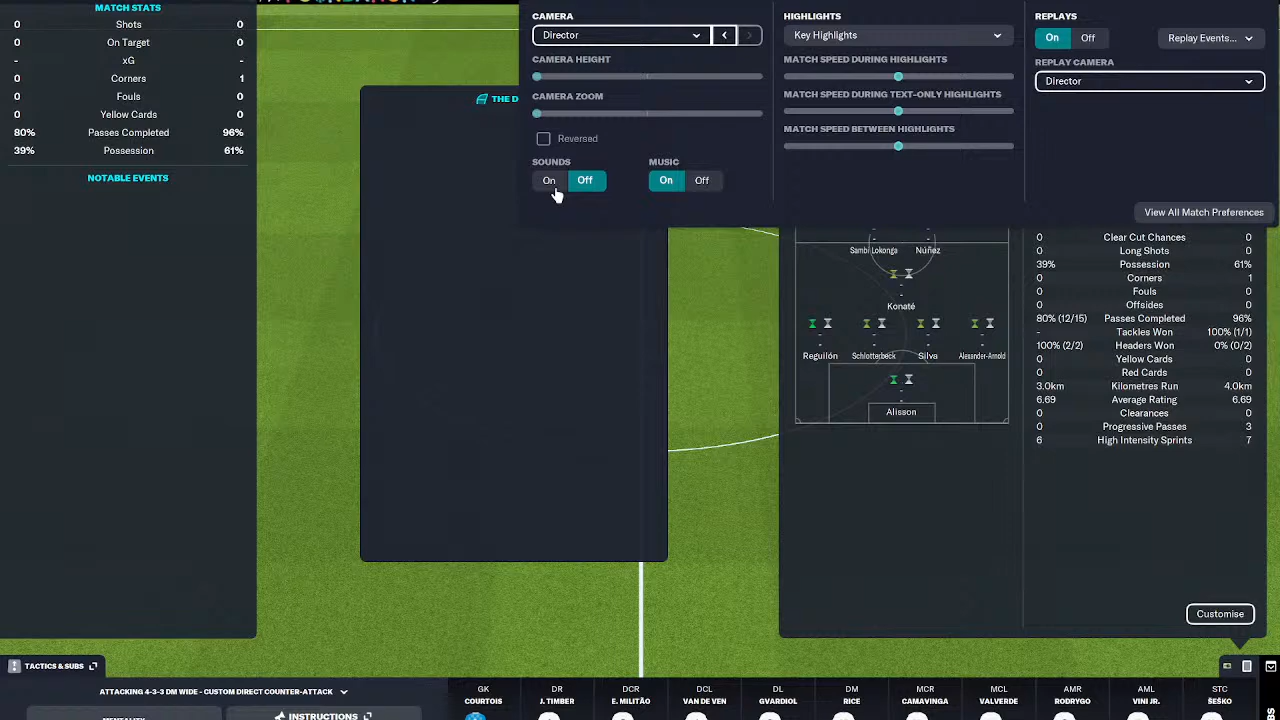 MATCH STATS
0 Shots 0
0 On Target 0
- xG -
0 Corners 1
0 Fouls 0
0 Yellow Cards 0
80% Passes Completed 96%
39% Possession 61%
NOTABLE EVENTS
THE D
CAMERA
Director
CAMERA HEIGHT
CAMERA ZOOM
Reversed
SOUNDS
On Off
MUSIC
On Off
HIGHLIGHTS
Key Highlights
MATCH SPEED DURING HIGHLIGHTS
MATCH SPEED DURING TEXT-ONLY HIGHLIGHTS
MATCH SPEED BETWEEN HIGHLIGHTS
REPLAYS
On Off
Replay Events...
REPLAY CAMERA
Director
View All Match Preferences
Sambi Lokonga Núñez
Konaté
Reguilón Schlotterbeck Silva Alexander-Arnold
Alisson
0 Clear Cut Chances 0
0 Long Shots 0
39% Possession 61%
0 Corners 1
0 Fouls 0
0 Offsides 0
80% (12/15) Passes Completed 96%
- Tackles Won 100% (1/1)
100% (2/2) Headers Won 0% (0/2)
0 Yellow Cards 0
0 Red Cards 0
3.0km Kilometres Run 4.0km
6.69 Average Rating 6.69
0 Clearances 0
0 Progressive Passes 3
6 High Intensity Sprints 7
Customise
TACTICS & SUBS
ATTACKING 4-3-3 DM WIDE - CUSTOM DIRECT COUNTER-ATTACK
MENTALITY
INSTRUCTIONS
GK DR DCR DCL DL DM MCR MCL AMR AML STC
COURTOIS J. TIMBER E. MILITÃO VAN DE VEN GVARDIOL RICE CAMAVINGA VALVERDE RODRYGO VINI JR. ŠEŠKO